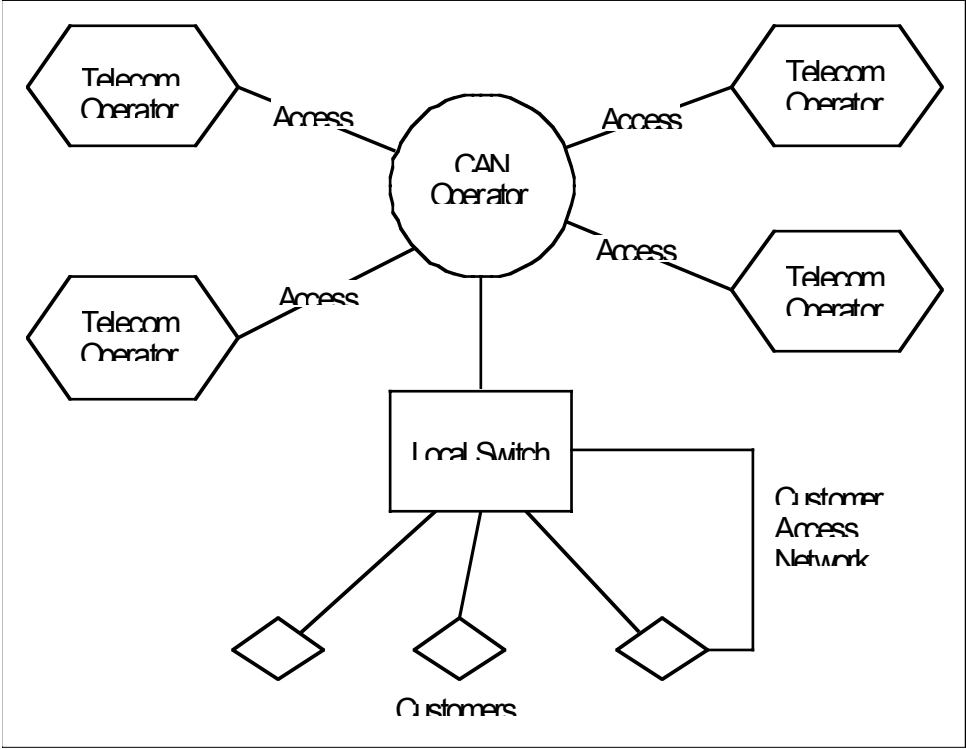 Telecom
Operator
Access
CAN
Operator
Access
Telecom
Operator
Telecom
Operator
Access
Access
Telecom
Operator
Local Switch
Customer
Access
Network
Customers